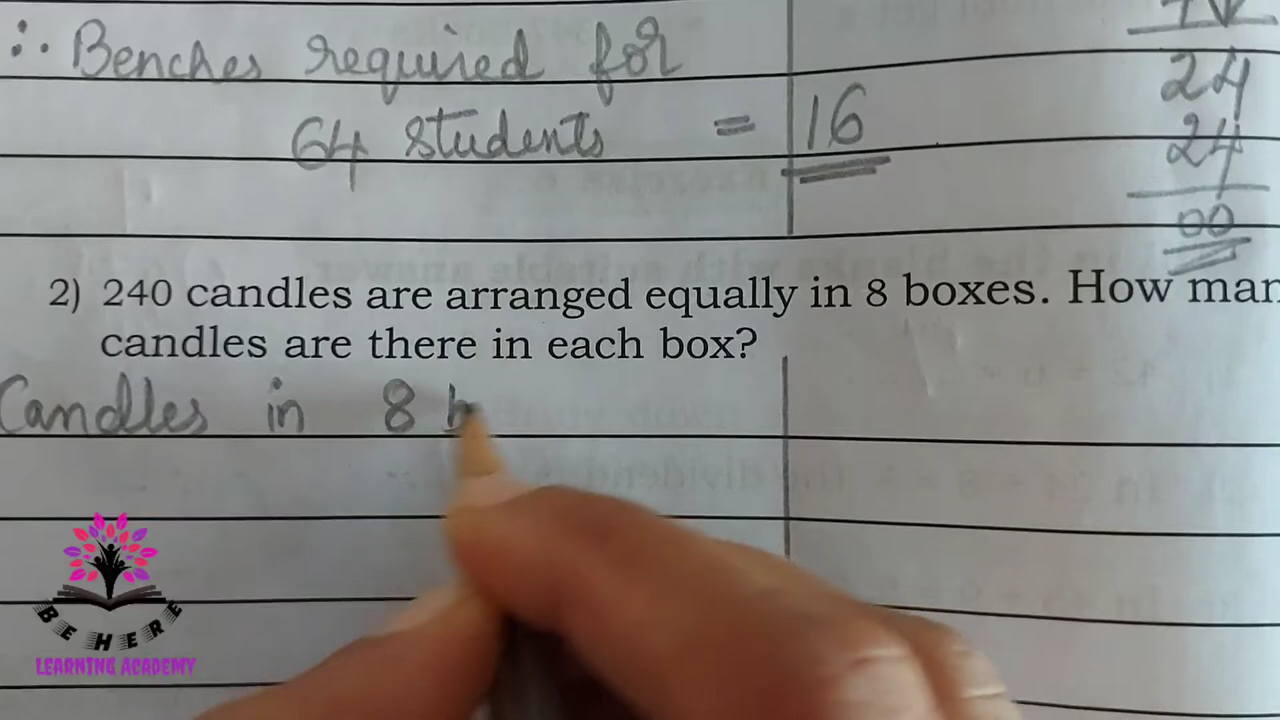 ∴ Benches required for
64 students = 16
24
24
00
2) 240 candles are arranged equally in 8 boxes. How
candles are there in each box?
Candles in 8 b
BE HERE
LEARNING ACADEMY